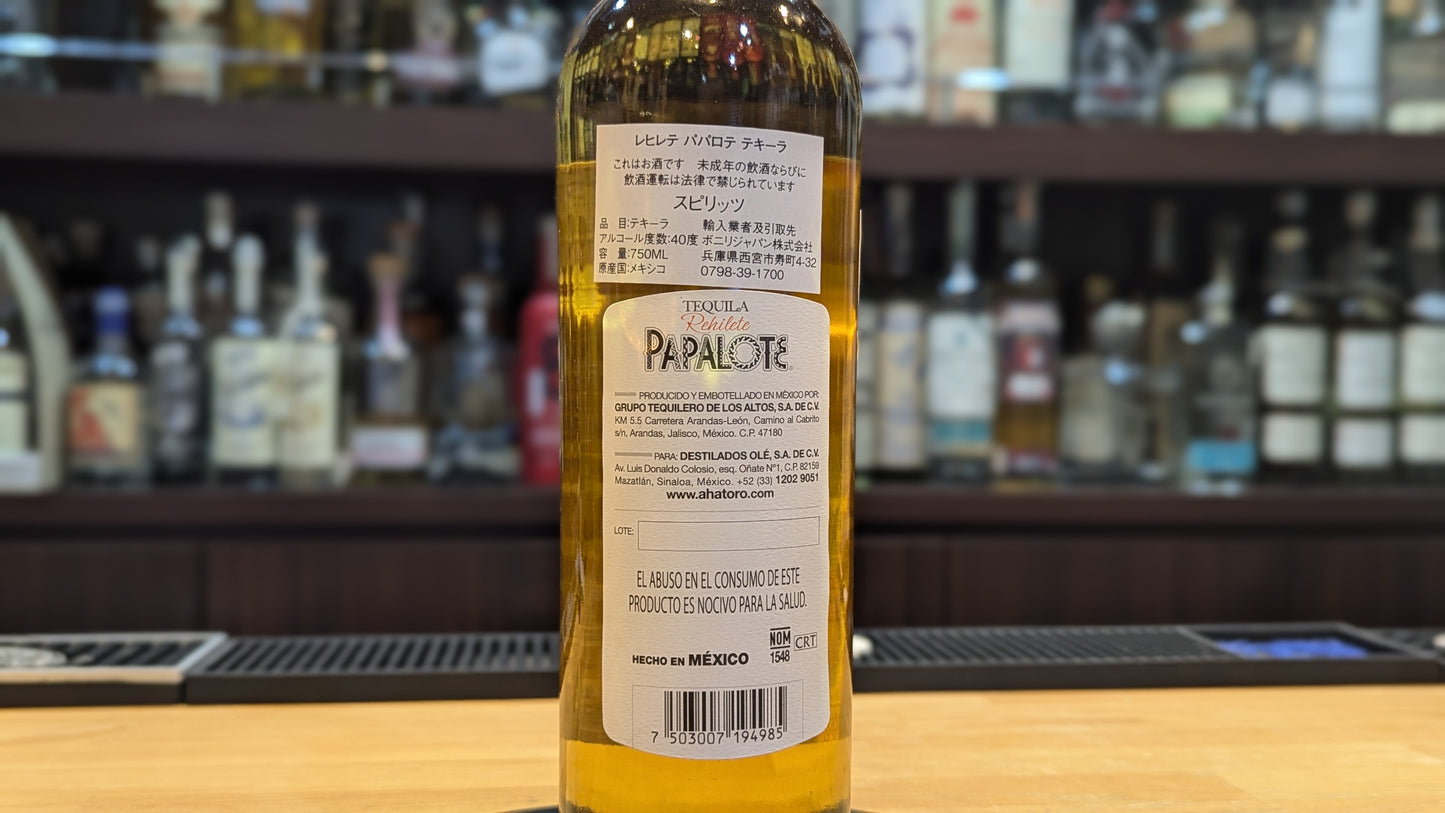 レヒレテ パパロテ テキーラ
これはお酒です 未成年の飲酒ならびに
飲酒運転は法律で禁じられています
スピリッツ
品 目:テキーラ 輸入業者及引取先
アルコール度数:40度 ボニリジャパン株式会社
容 量:750ML 兵庫県西宮市寿町4-32
原産国:メキシコ 0798-39-1700
TEQUILA
Rehilete
PAPALOTE
PRODUCIDO Y EMBOTELLADO EN MÉXICO POR:
GRUPO TEQUILERO DE LOS ALTOS, S.A. DE C.V.
KM 5.5 Carretera Arandas-León, Camino al Cabrito
s/n, Arandas, Jalisco, México. C.P. 47180
PARA: DESTILADOS OLÉ, S.A. DE C.V.
Av. Luis Donaldo Colosio, esq. Oñate Nº1, C.P. 82159
Mazatlán, Sinaloa, México. +52 (33) 1202 9051
www.ahatoro.com
LOTE:
EL ABUSO EN EL CONSUMO DE ESTE
PRODUCTO ES NOCIVO PARA LA SALUD.
HECHO EN MÉXICO
NOM
1548
CRT
7 503007 194985